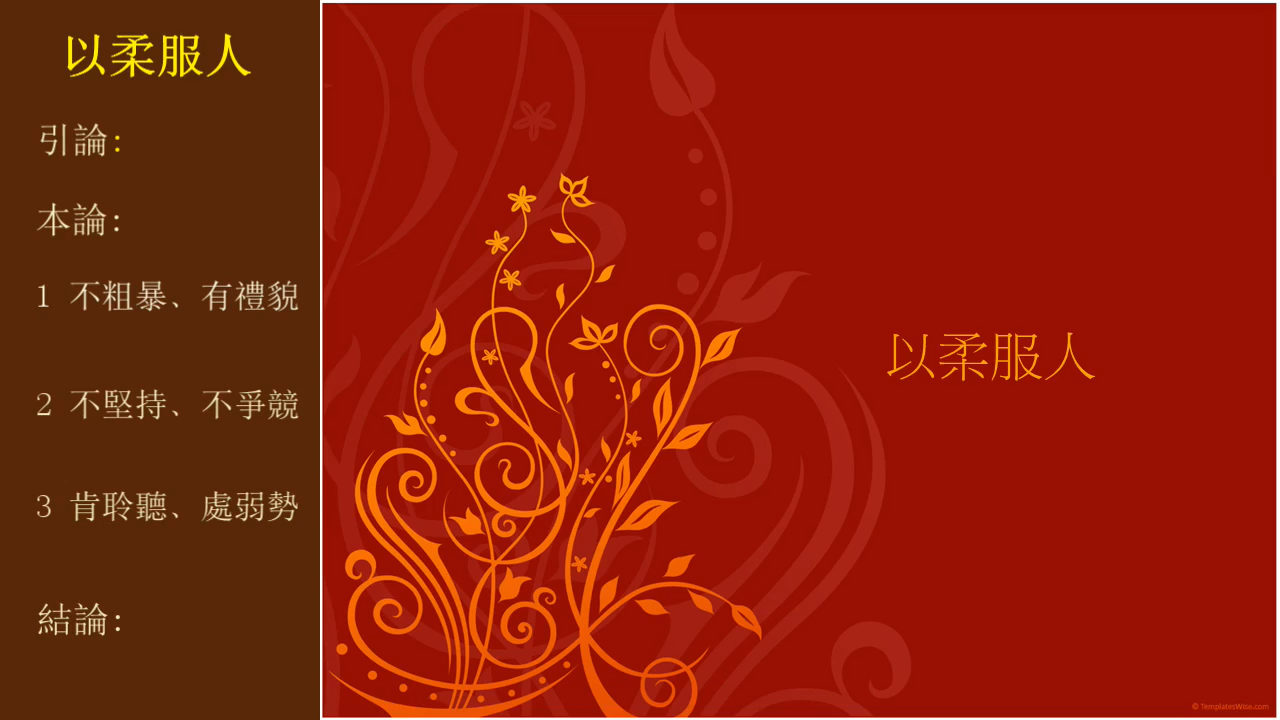 以柔服人
引論:
本論:
1 不粗暴、有禮貌
2 不堅持、不爭競
3 肯聆聽、處弱勢
結論:
以柔服人
© TemplatesWise.com